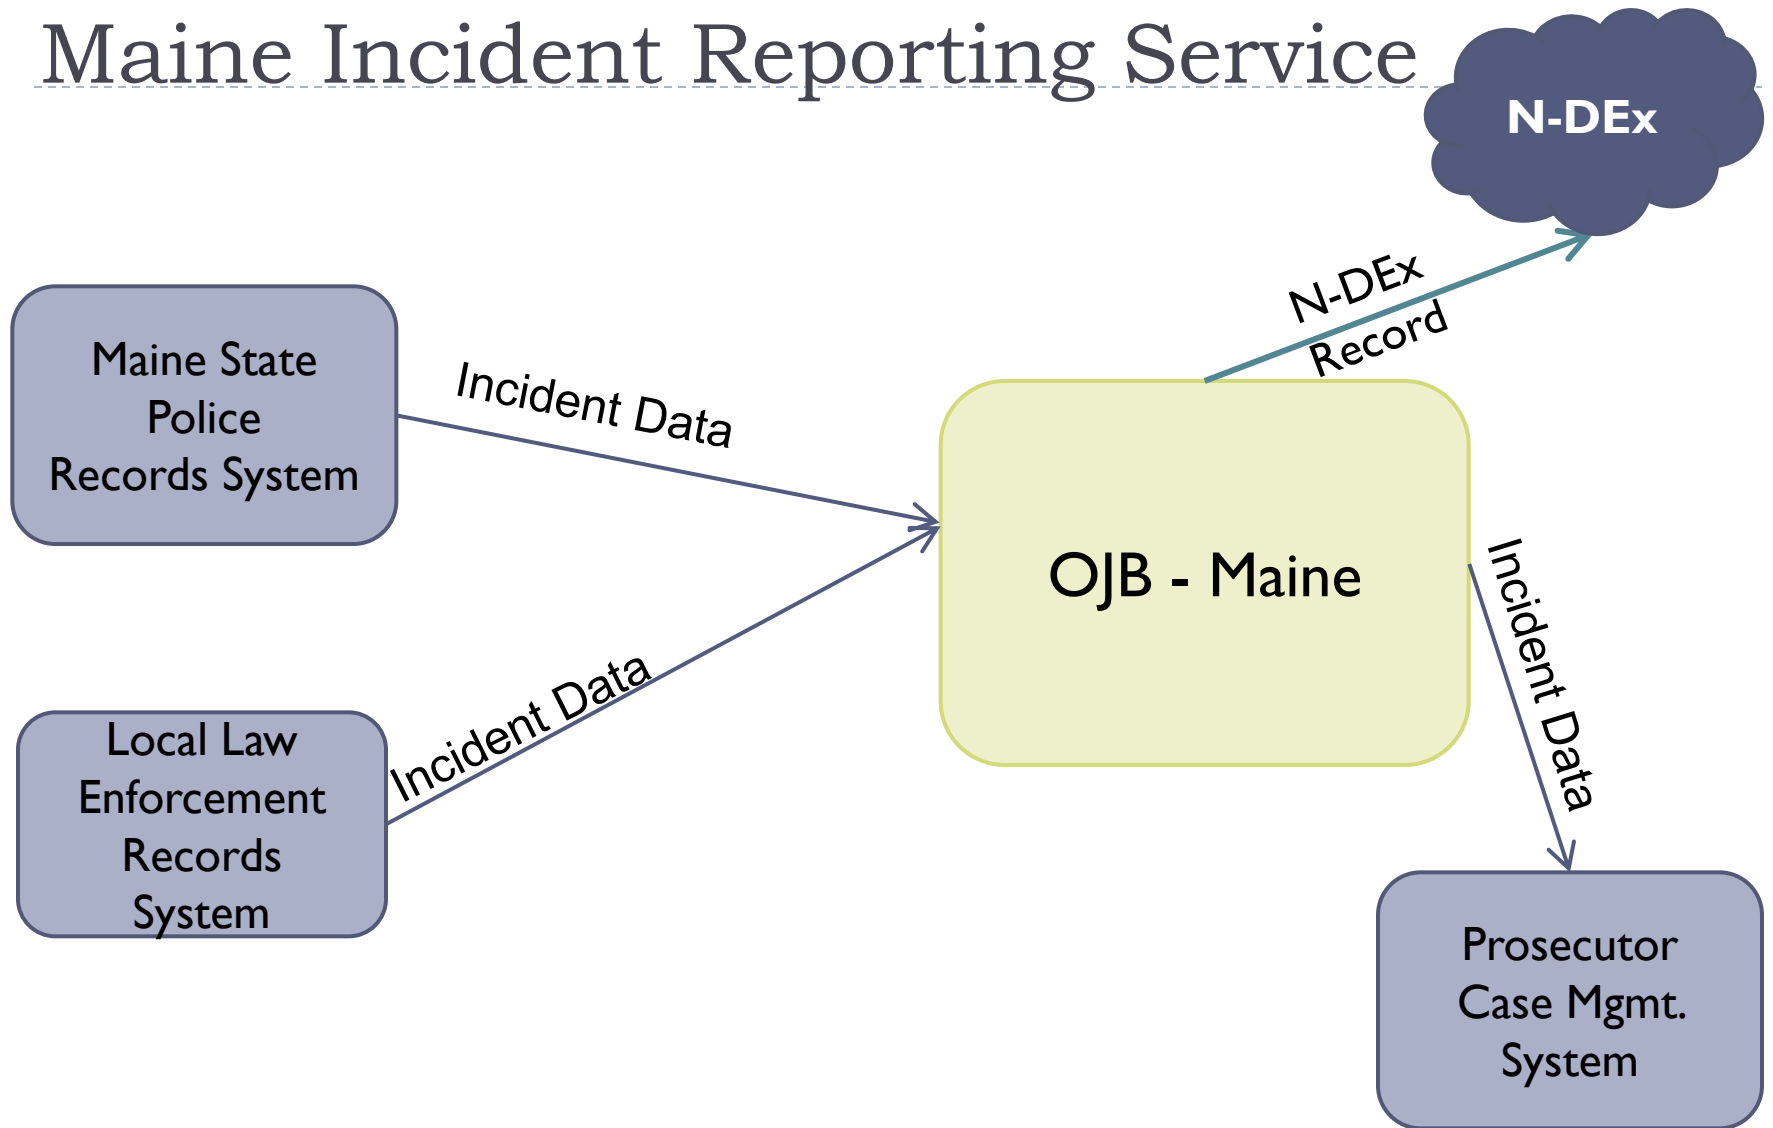 Maine Incident Reporting Service
N-DEx
N-DEx
Record
Maine State
Police
Records System
Incident Data
OJB - Maine
Incident Data
Incident Data
Local Law
Enforcement
Records
System
Prosecutor
Case Mgmt.
System